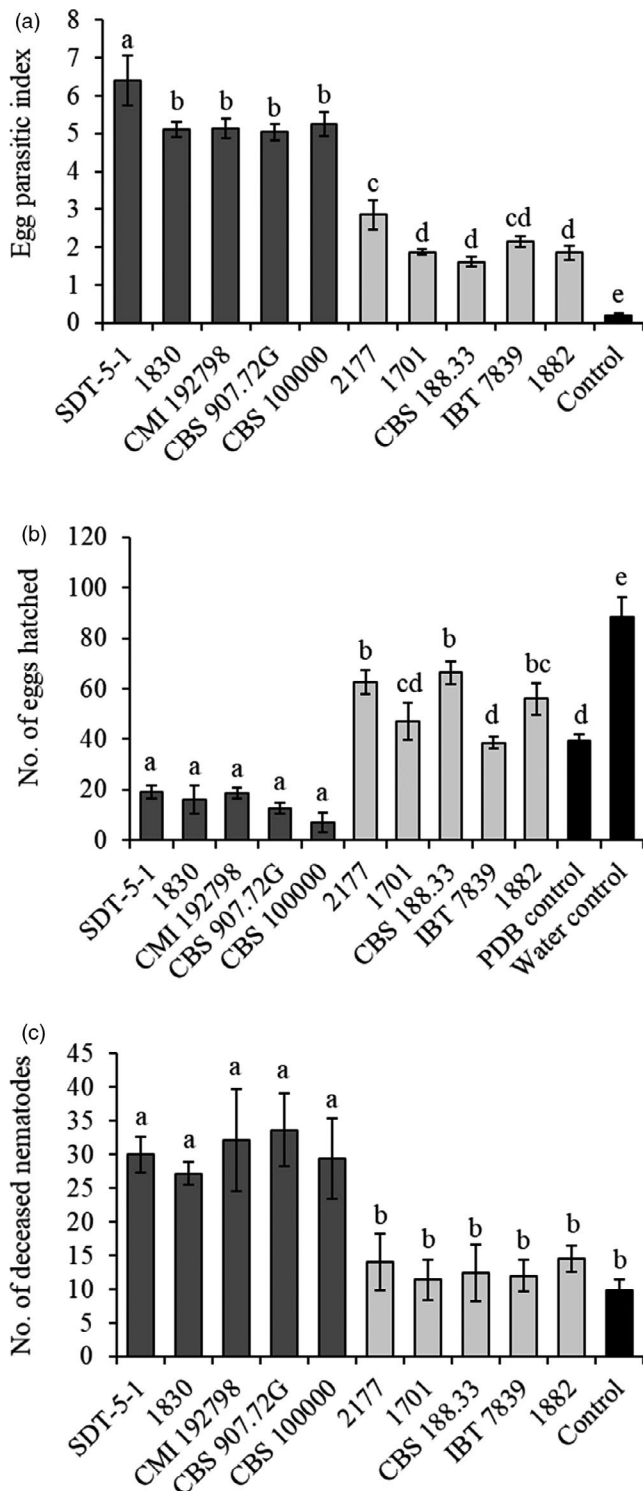 (a)
Egg parasitic index
8
7
6
5
4
3
2
1
0
a
b
b
b
b
c
d
d
cd
d
e
SDT-5-1
1830
CMI 192798
CBS 907.72G
CBS 100000
2177
1701
CBS 188.33
IBT 7839
1882
Control
(b)
No. of eggs hatched
120
100
80
60
40
20
0
a
a
a
a
a
b
cd
b
d
bc
d
e
SDT-5-1
1830
CMI 192798
CBS 907.72G
CBS 100000
2177
1701
CBS 188.33
IBT 7839
1882
PDB control
Water control
(c)
No. of deceased nematodes
45
40
35
30
25
20
15
10
5
0
a
a
a
a
a
b
b
b
b
b
b
SDT-5-1
1830
CMI 192798
CBS 907.72G
CBS 100000
2177
1701
CBS 188.33
IBT 7839
1882
Control